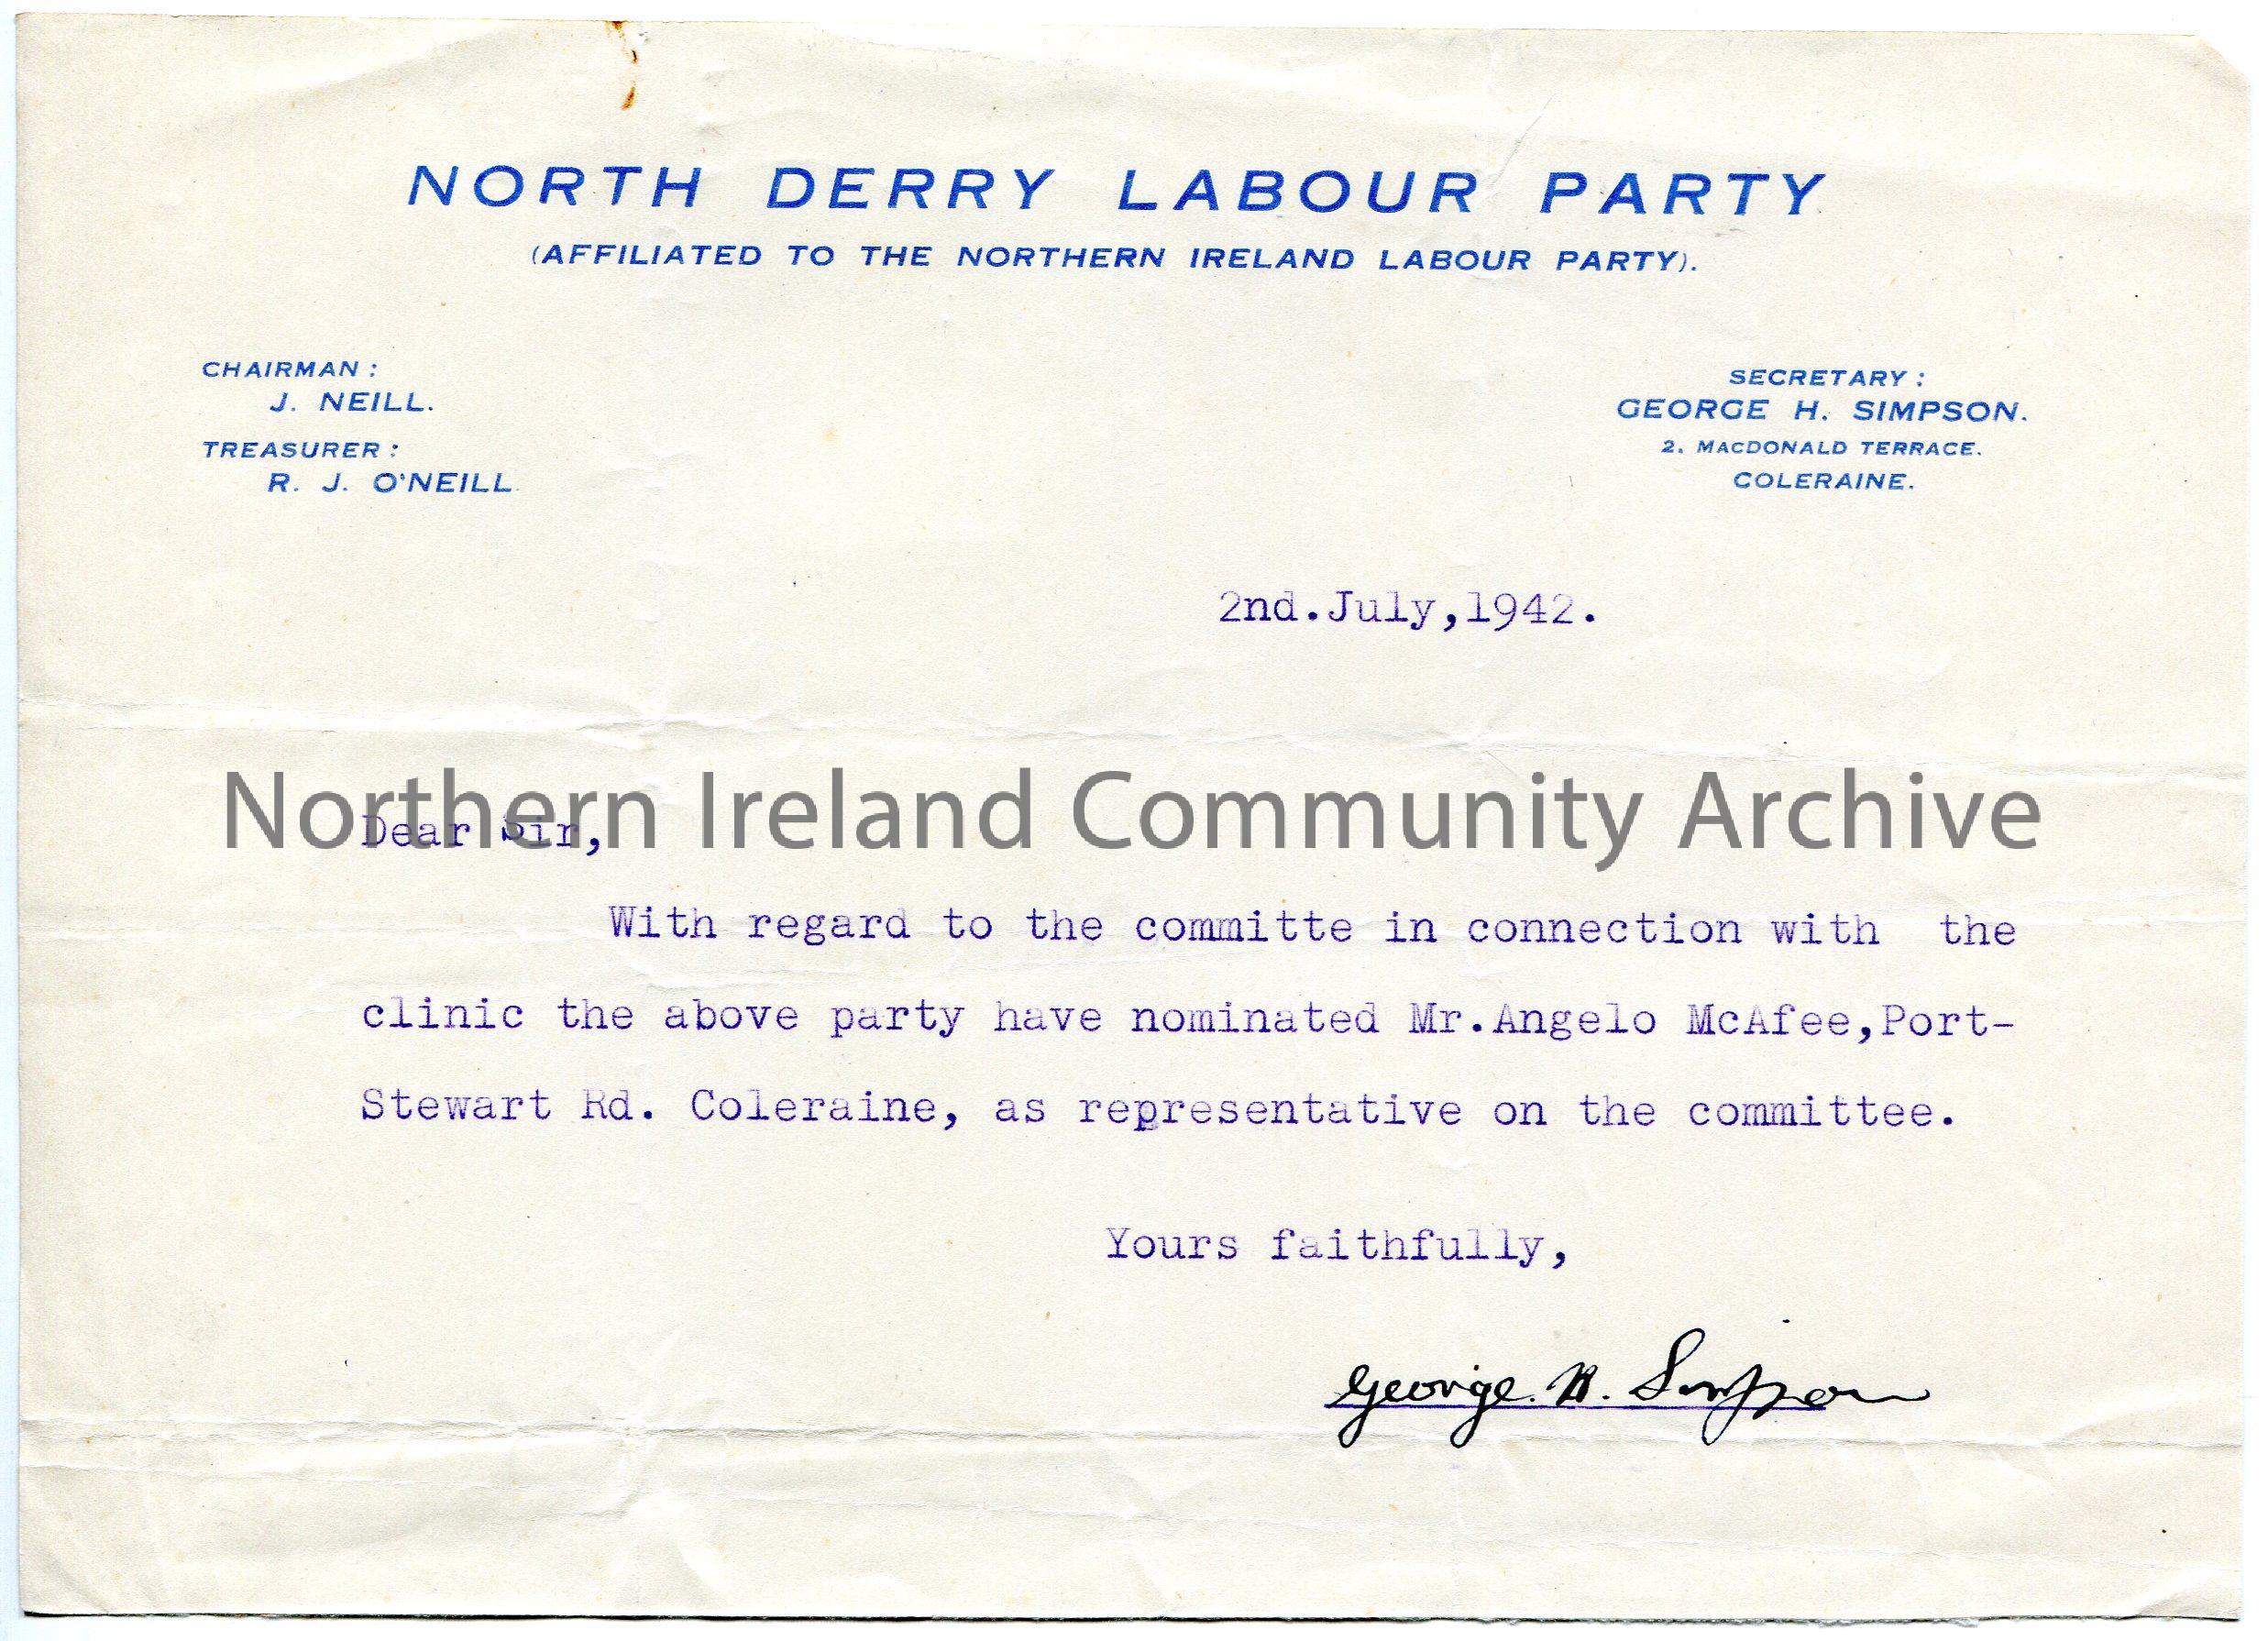 NORTH DERRY LABOUR PARTY
(AFFILIATED TO THE NORTHERN IRELAND LABOUR PARTY).
CHAIRMAN :
J. NEILL.
TREASURER :
R. J. O'NEILL.
SECRETARY :
GEORGE H. SIMPSON.
2, MACDONALD TERRACE.
COLERAINE.
2nd.July,1942.
Northern Ireland Community Archive
Dear Sir,
With regard to the committe in connection with the
clinic the above party have nominated Mr.Angelo McAfee,Port-
Stewart Rd. Coleraine, as representative on the committee.
Yours faithfully,
George. H. Simpson